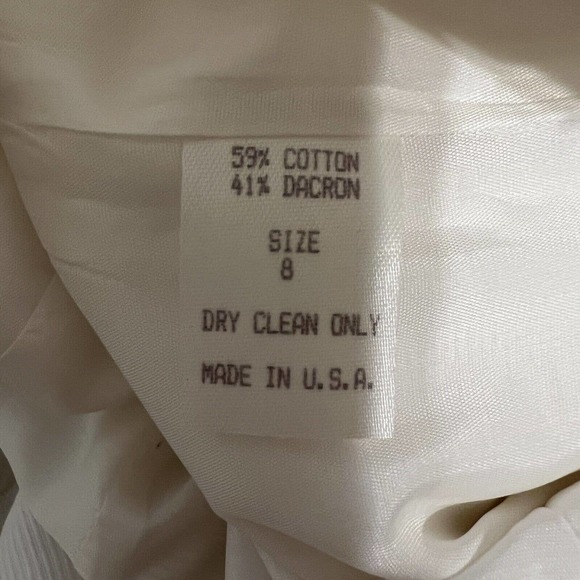 59% COTTON
41% DACRON
SIZE
8
DRY CLEAN ONLY
MADE IN U.S.A.